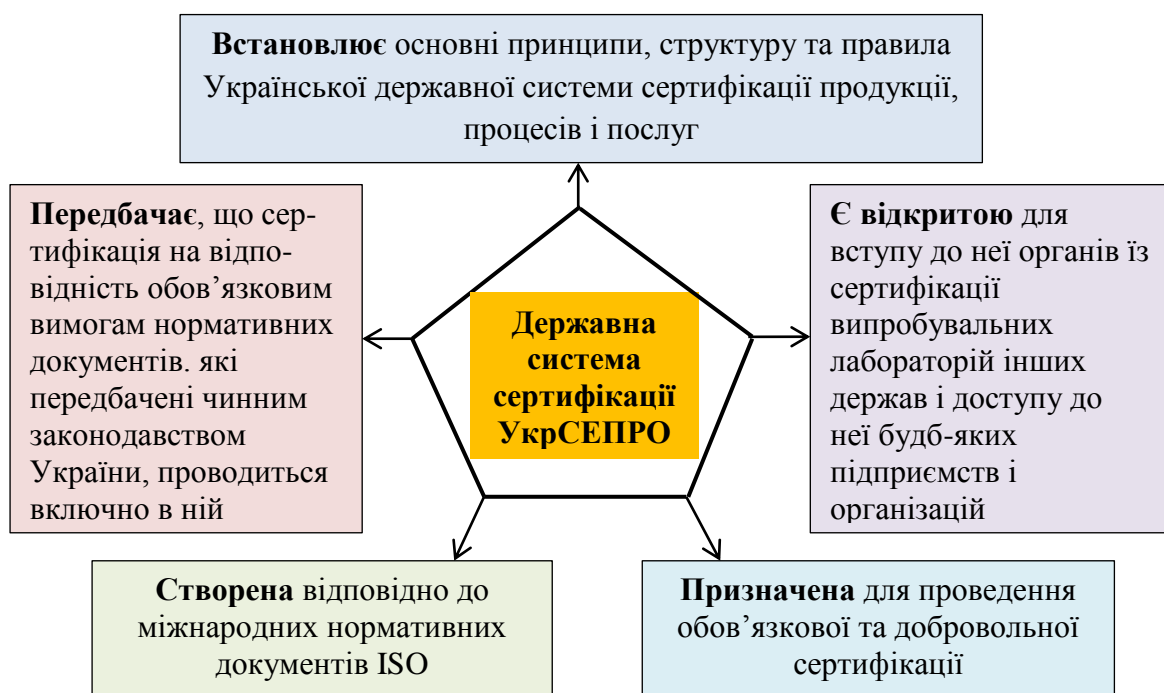 Встановлює основні принципи, структуру та правила
Української державної системи сертифікації продукції,
процесів і послуг
Передбачає, що сер-
тифікація на відпо-
відність обов’язковим
вимогам нормативних
документів. які
передбачені чинним
законодавством
України, проводиться
включно в ній
Державна
система
сертифікації
УкрСЕПРО
Є відкритою для
вступу до неї органів їз
сертифікації
випробувальних
лабораторій інших
держав і доступу до
неї будб-яких
підприємств і
організацій
Створена відповідно до
міжнародних нормативних
документів ISO
Призначена для проведення
обов’язкової та добровольної
сертифікації